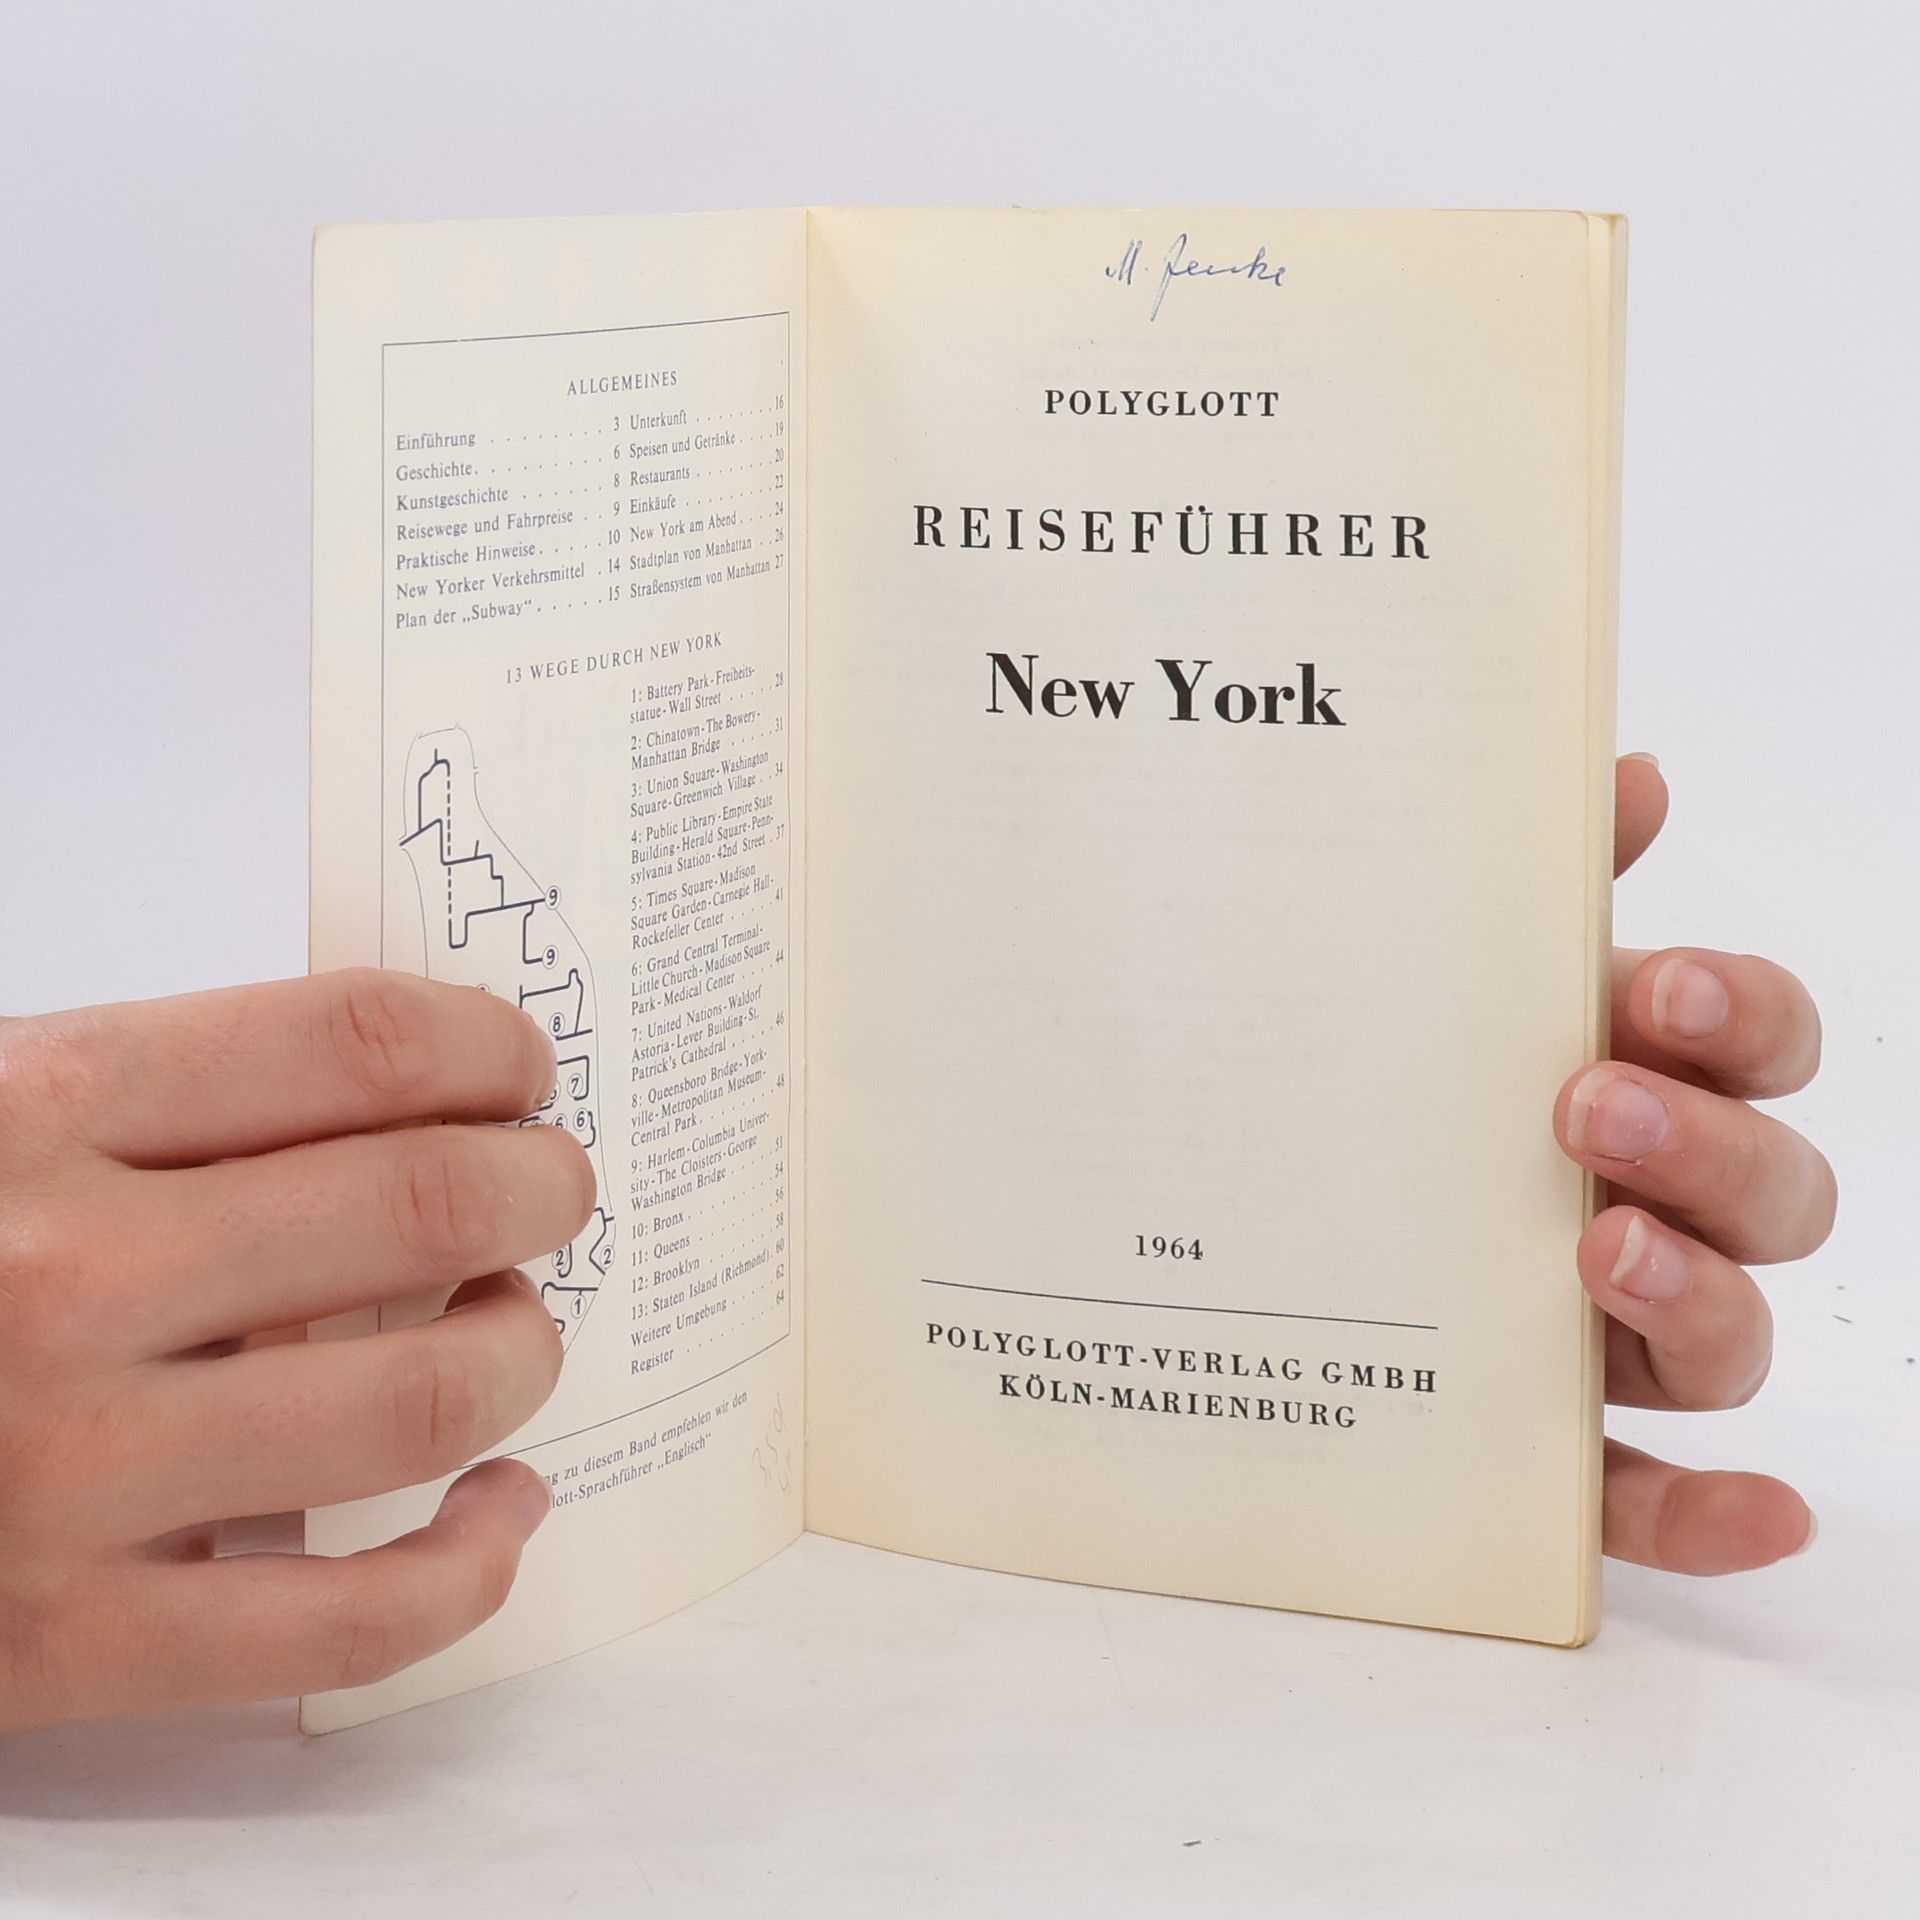 ALLGEMEINES
Einführung . . . . . . . . 3
Geschichte. . . . . . . . . 6
Kunstgeschichte . . . . . . 8
Reisewege und Fahrpreise . . 9
Praktische Hinweise. . . . . 10
New Yorker Verkehrsmittel . 14
Plan der „Subway“. . . . . 15
Unterkunft . . . . . . . . 16
Speisen und Getränke . . . . 19
Restaurants . . . . . . . 20
Einkäufe . . . . . . . . 22
New York am Abend. . . . 24
Stadtplan von Manhattan . . 26
Straßensystem von Manhattan 27
13 WEGE DURCH NEW YORK
1: Battery Park-Freiheits-
statue-Wall Street . . . . . 28
2: Chinatown-The Bowery-
Manhattan Bridge . . . . . 31
3: Union Square-Washington
Square-Greenwich Village . . 34
4: Public Library-Empire State
Building-Herald Square-Penn-
sylvania Station-42nd Street . 37
5: Times Square-Madison
Square Garden-Carnegie Hall-
Rockefeller Center . . . . . 41
6: Grand Central Terminal-
Little Church-Madison Square
Park-Medical Center . . . . 44
7: United Nations-Waldorf
Astoria-Lever Building-St.
Patrick's Cathedral . . . . . 46
8: Queensboro Bridge-York-
ville-Metropolitan Museum-
Central Park. . . . . . . . 48
9: Harlem-Columbia Univer-
sity-The Cloisters-George
Washington Bridge . . . . . 51
10: Bronx . . . . . . . . . 54
11: Queens . . . . . . . . 56
12: Brooklyn . . . . . . . 58
13: Staten Island (Richmond). 60
Weitere Umgebung . . . . . 62
Register . . . . . . . . . 64
9
9
8
7
6 6
2 2
1
zu diesem Band empfehlen wir den
„Englisch“
M. Jenke
POLYGLOTT
REISEFÜHRER
New York
1964
POLYGLOTT-VERLAG GMBH
KÖLN-MARIENBURG